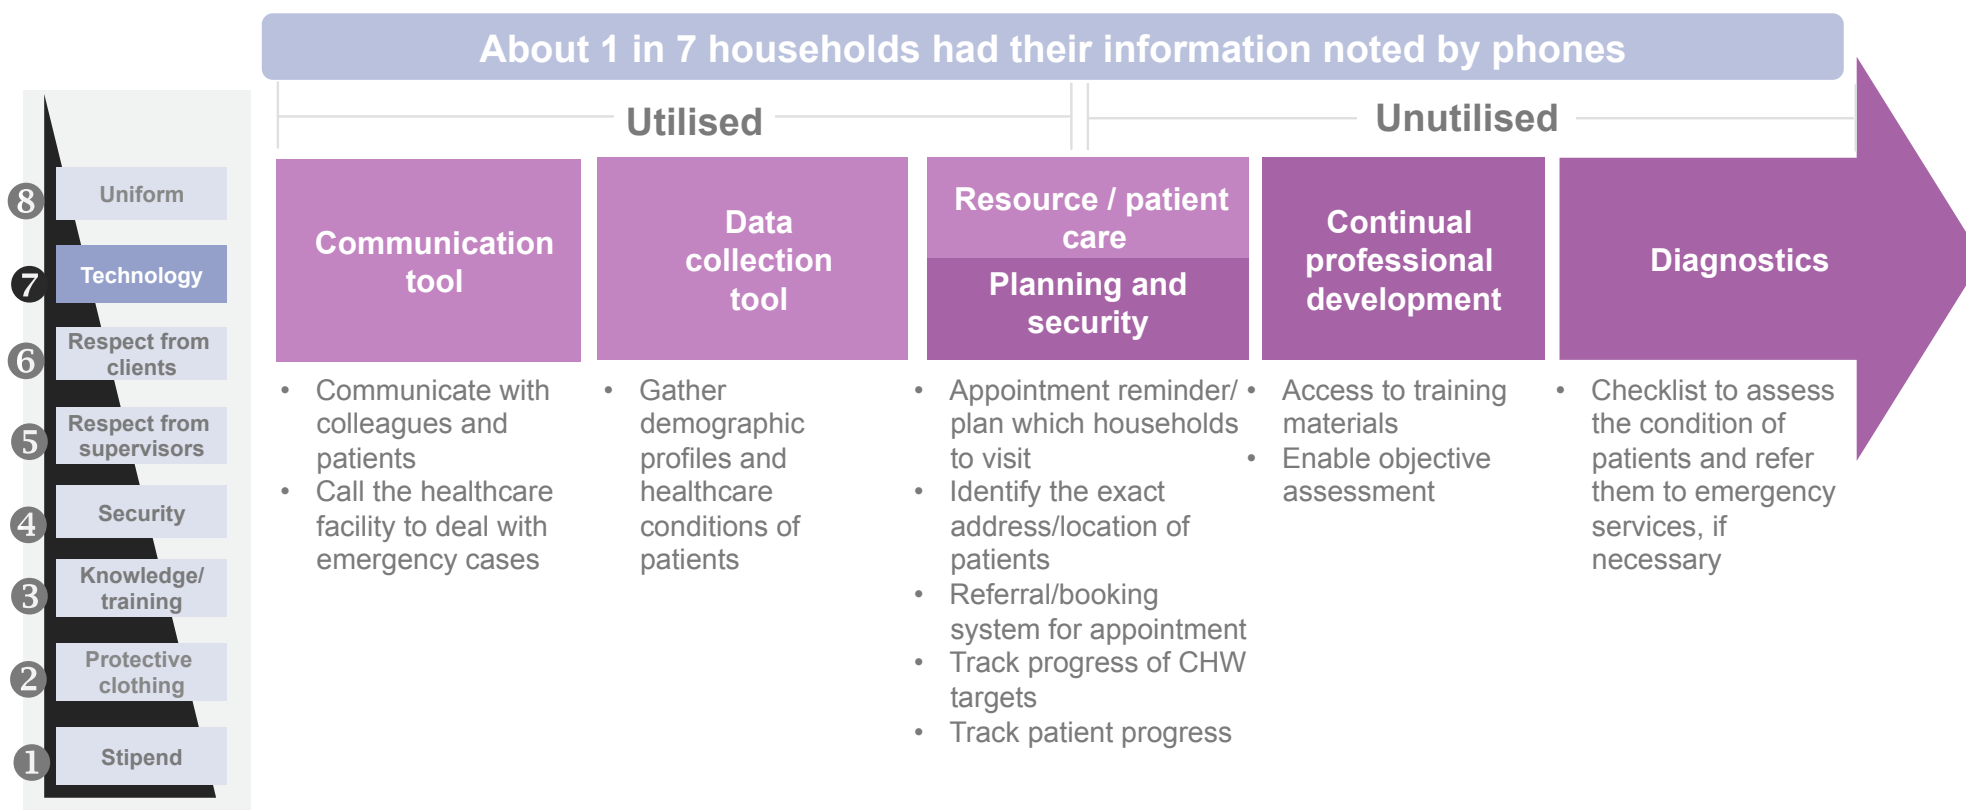 About 1 in 7 households had their information noted by phones
Utilised
Unutilised
8
Uniform
7
Technology
6
Respect from
clients
5
Respect from
supervisors
4
Security
3
Knowledge/
training
2
Protective
clothing
1
Stipend
Communication
tool
• Communicate with
colleagues and
patients
• Call the healthcare
facility to deal with
emergency cases
Data
collection
tool
• Gather
demographic
profiles and
healthcare
conditions of
patients
Resource / patient
care
Planning and
security
• Appointment reminder/
plan which households
to visit
• Identify the exact
address/location of
patients
• Referral/booking
system for appointment
• Track progress of CHW
targets
• Track patient progress
Continual
professional
development
• Access to training
materials
• Enable objective
assessment
Diagnostics
• Checklist to assess
the condition of
patients and refer
them to emergency
services, if
necessary